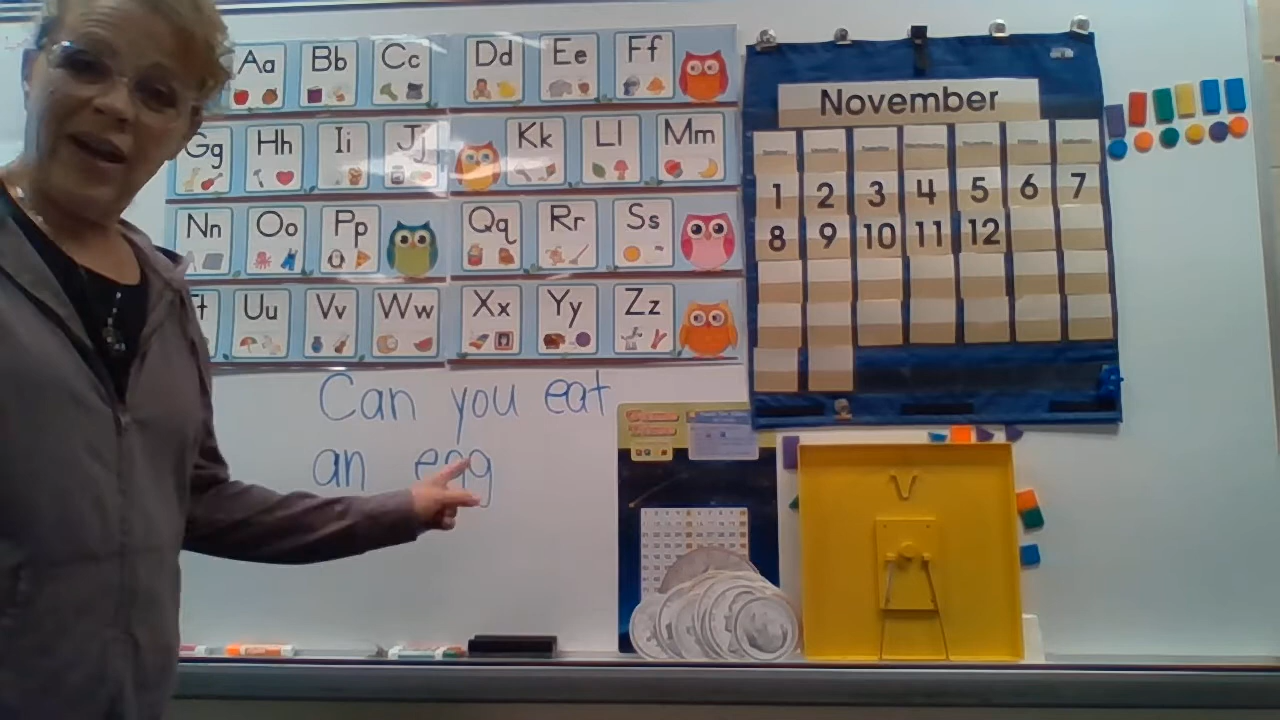 Aa Bb Cc Dd Ee Ff
Gg Hh Ii Jj Kk Ll Mm
Nn Oo Pp Qq Rr Ss
Uu Vv Ww Xx Yy Zz
November
1 2 3 4 5 6 7
8 9 10 11 12
Can you eat
an egg